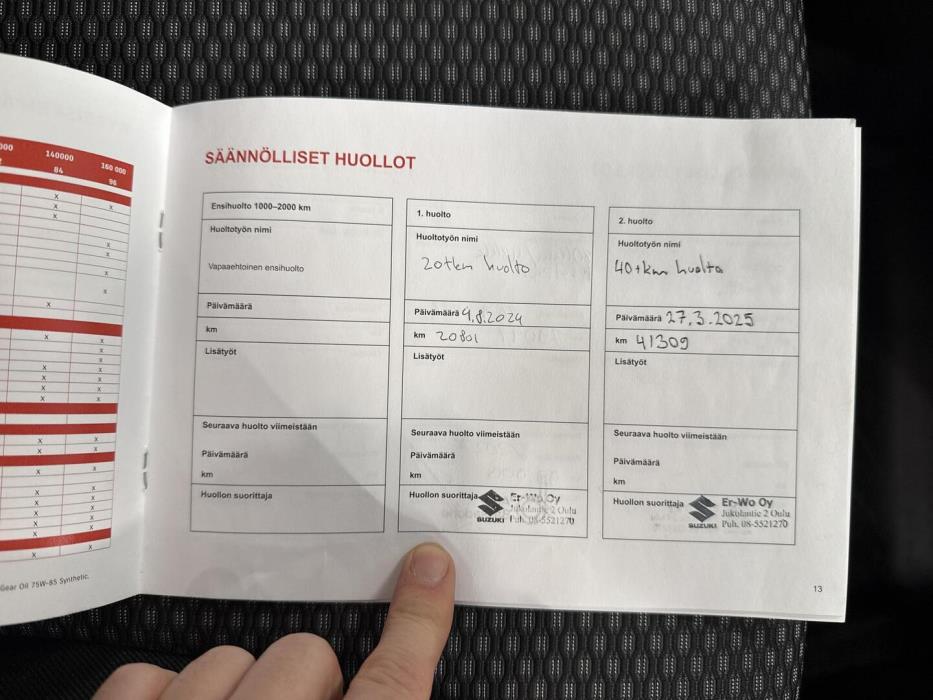 140000
160 000
84
96
x
x x
x
x
x
x
x
x
x
x
x
x
x x
x x
x x
x x
x x
x
x
x
x
x
x
x
x
x
x
x
x
x
Gear Oil 75W-85 Synthetic.
SÄÄNNÖLLISET HUOLLOT
Ensihuolto 1000–2000 km
Huoltotyön nimi
Vapaaehtoinen ensihuolto
Päivämäärä
km
Lisätyöt
Seuraava huolto viimeistään
Päivämäärä
km
Huollon suorittaja
1. huolto
Huoltotyön nimi
20tkm huolto
Päivämäärä 4.8.2024
km 20801
Lisätyöt
Seuraava huolto viimeistään
Päivämäärä
km
Huollon suorittaja Er-Wo Oy
Jukolantie 2 Oulu
SUZUKI Puh. 08-5521270
2. huolto
Huoltotyön nimi
40tkm huolto
Päivämäärä 27.3.2025
km 41309
Lisätyöt
Seuraava huolto viimeistään
Päivämäärä
km
Huollon suorittaja Er-Wo Oy
Jukolantie 2 Oulu
SUZUKI Puh. 08-5521270
13